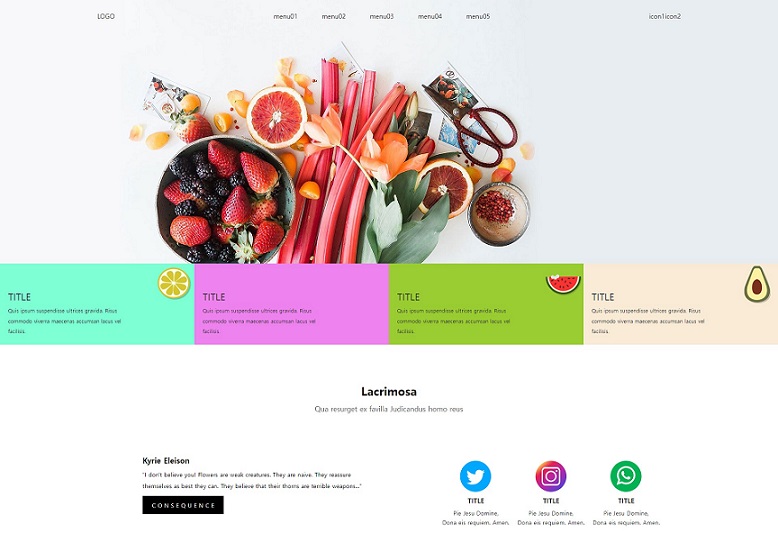 LOGO
menu01 menu02 menu03 menu04 menu05
icon1icon2
TITLE
Quis ipsum suspendisse ultrices gravida. Risus
commodo viverra maecenas accumsan lacus vel
facilisis.
TITLE
Quis ipsum suspendisse ultrices gravida. Risus
commodo viverra maecenas accumsan lacus vel
facilisis.
TITLE
Quis ipsum suspendisse ultrices gravida. Risus
commodo viverra maecenas accumsan lacus vel
facilisis.
TITLE
Quis ipsum suspendisse ultrices gravida. Risus
commodo viverra maecenas accumsan lacus vel
facilisis.
Lacrimosa
Qua resurget ex favilla Judicandus homo reus
Kyrie Eleison
"I don't believe you! Flowers are weak creatures. They are naive. They reassure
themselves as best they can. They believe that their thorns are terrible weapons..."
CONSEQUENCE
TITLE
Pie Jesu Domine,
Dona eis requiem. Amen.
TITLE
Pie Jesu Domine,
Dona eis requiem. Amen.
TITLE
Pie Jesu Domine,
Dona eis requiem. Amen.